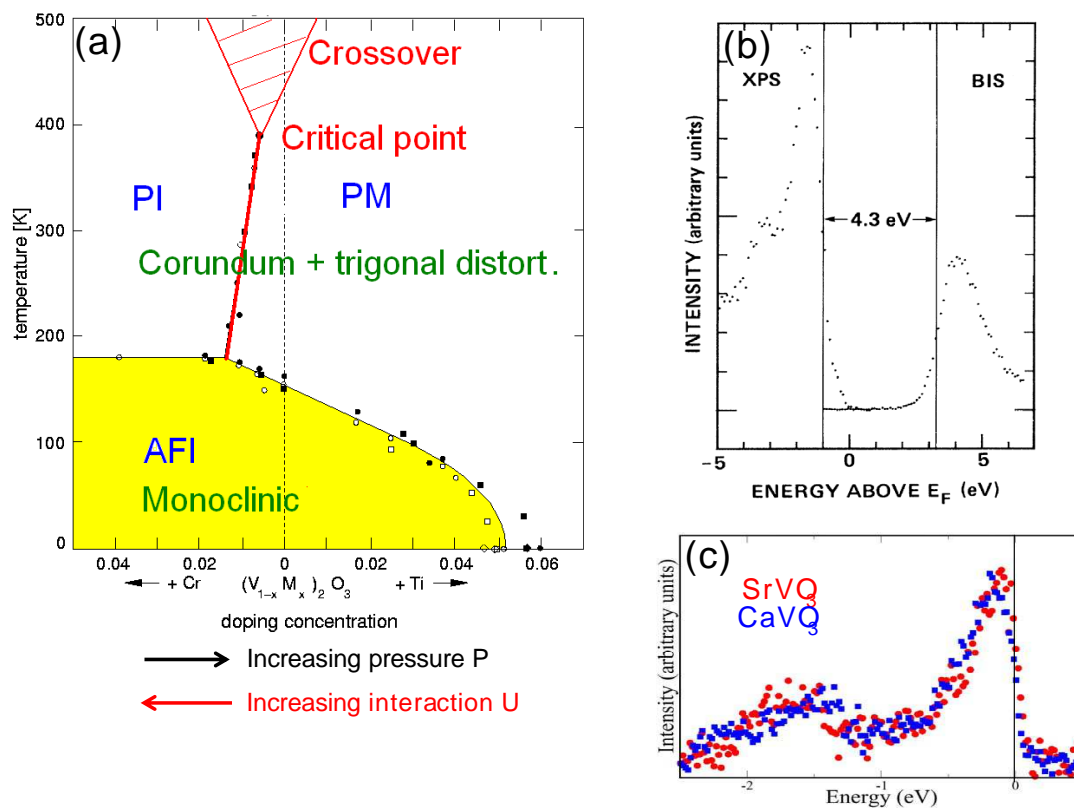 (a)
500
400
300
200
100
0
temperature [K]
Crossover
Critical point
PI
PM
Corundum + trigonal distort.
AFI
Monoclinic
0.04
0.02
0
0.02
0.04
0.06
+ Cr
(V1-x Mx )2 O3
+ Ti
doping concentration
Increasing pressure P
Increasing interaction U
(b)
XPS
BIS
4.3 eV
INTENSITY (arbitrary units)
-5
0
5
ENERGY ABOVE EF (eV)
(c)
SrVO3
CaVO3
Intensity (arbitrary units)
-2
-1
0
Energy (eV)